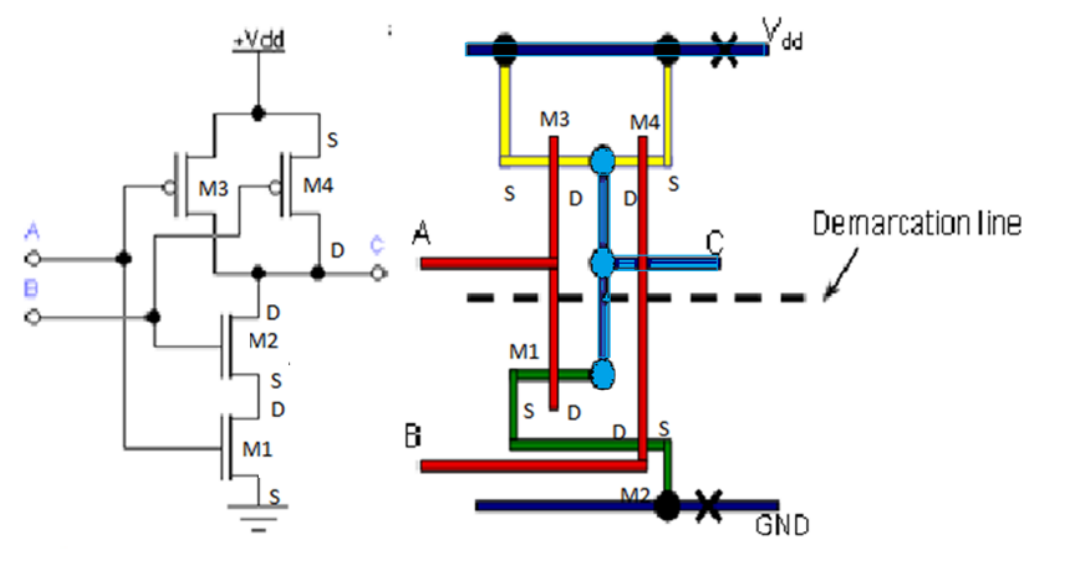 +Vdd
S
M3
M4
A
D
C
B
D
M2
S
D
M1
S
Vdd
M3
M4
S
D
D
S
A
C
Demarcation line
M1
S
D
D
S
B
M2
GND